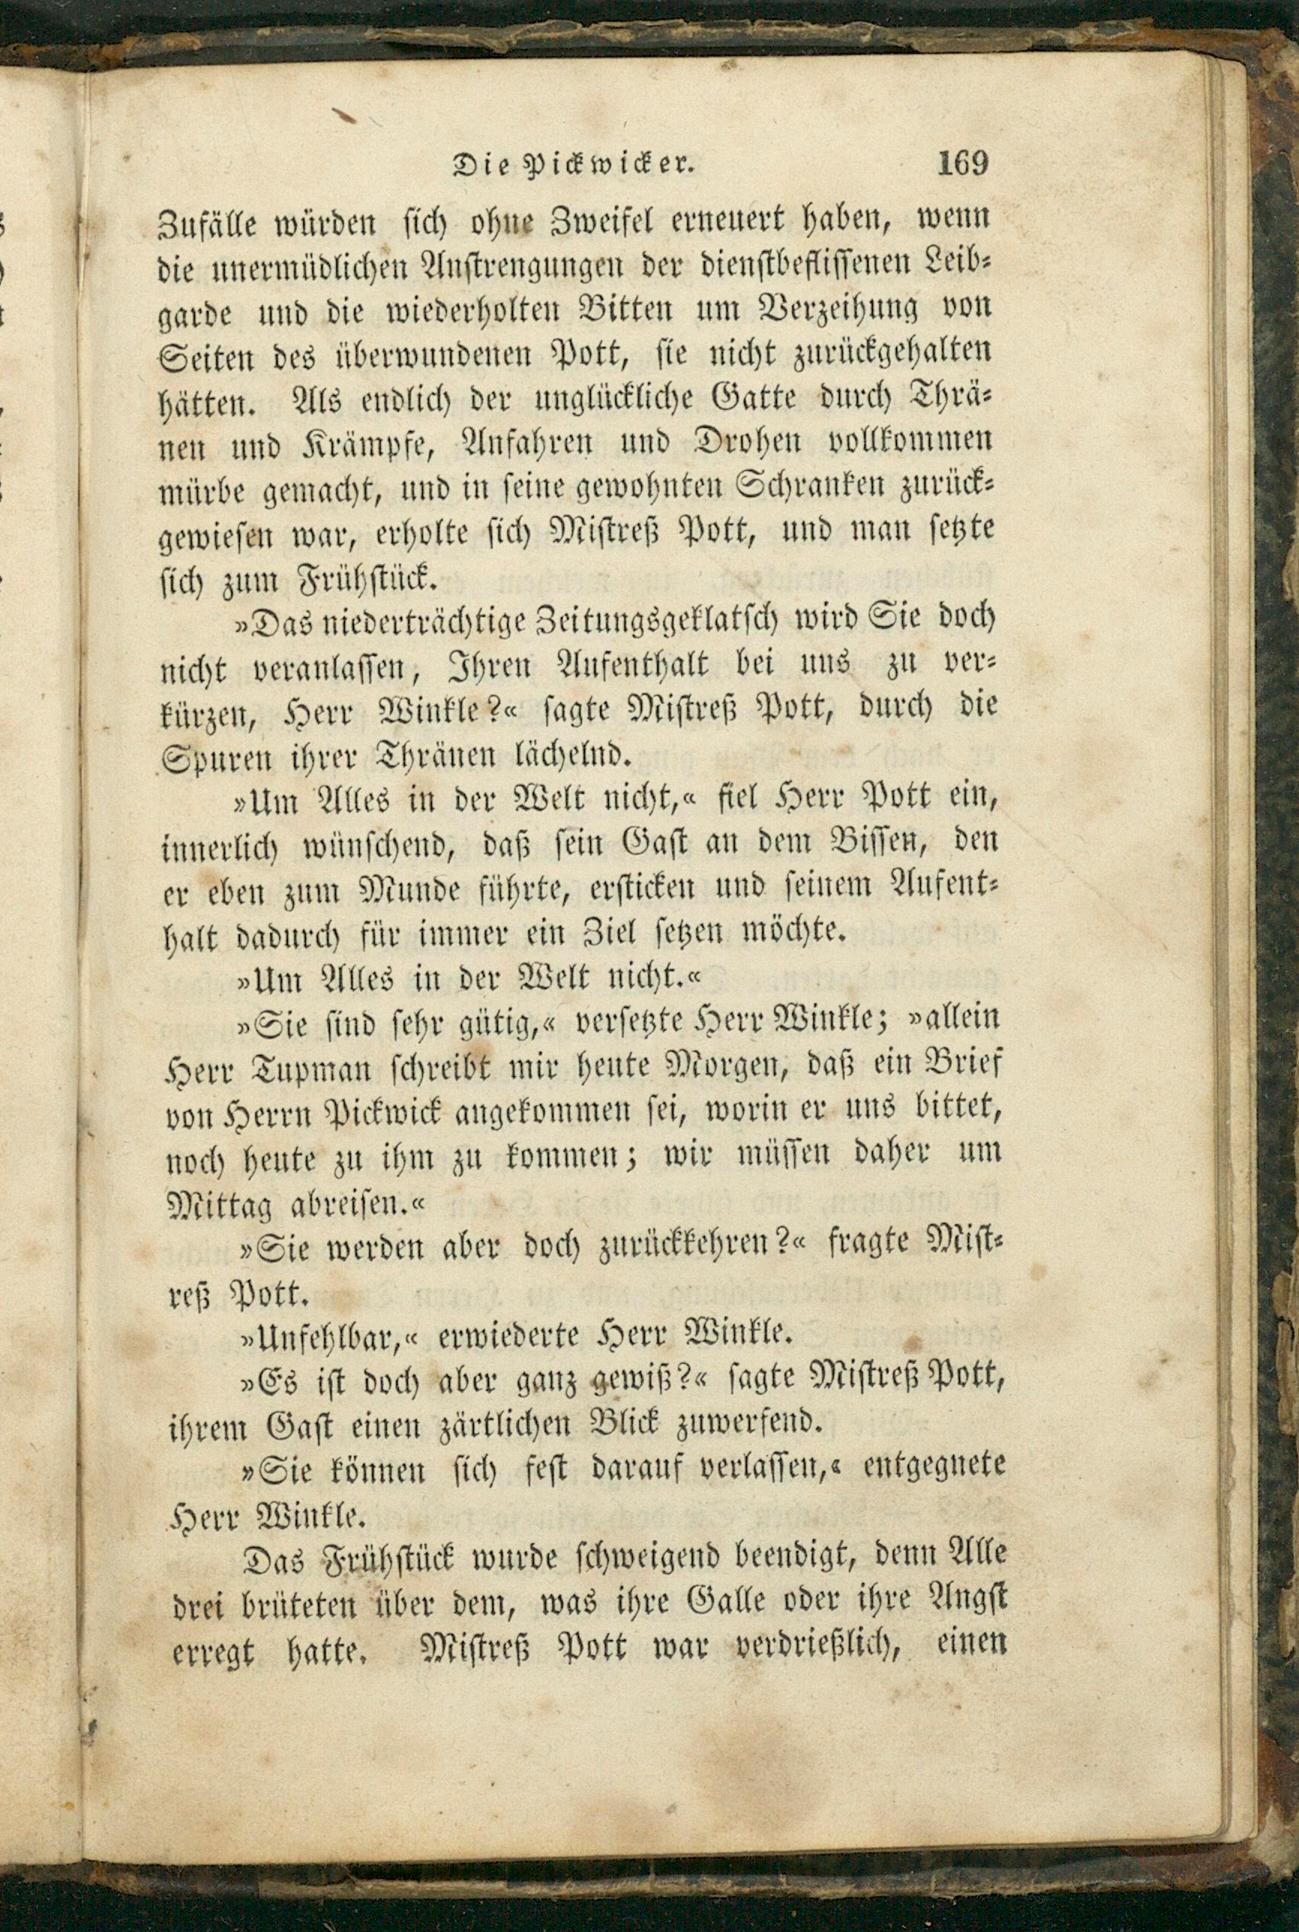 Die Pickwicker. 169
Zufälle würden sich ohne Zweifel erneuert haben, wenn
die unermüdlichen Anstrengungen der dienstbeflissenen Leib-
garde und die wiederholten Bitten um Verzeihung von
Seiten des überwundenen Pott, sie nicht zurückgehalten
hätten. Als endlich der unglückliche Gatte durch Thrä-
nen und Krämpfe, Anfahren und Drohen vollkommen
mürbe gemacht, und in seine gewohnten Schranken zurück-
gewiesen war, erholte sich Mistreß Pott, und man setzte
sich zum Frühstück.
»Das niederträchtige Zeitungsgeklatsch wird Sie doch
nicht veranlassen, Ihren Aufenthalt bei uns zu ver-
kürzen, Herr Winkle?« sagte Mistreß Pott, durch die
Spuren ihrer Thränen lächelnd.
»Um Alles in der Welt nicht,« fiel Herr Pott ein,
innerlich wünschend, daß sein Gast an dem Bissen, den
er eben zum Munde führte, ersticken und seinem Aufent-
halt dadurch für immer ein Ziel setzen möchte.
»Um Alles in der Welt nicht.«
»Sie sind sehr gütig,« versetzte Herr Winkle; »allein
Herr Tupman schreibt mir heute Morgen, daß ein Brief
von Herrn Pickwick angekommen sei, worin er uns bittet,
noch heute zu ihm zu kommen; wir müssen daher um
Mittag abreisen.«
»Sie werden aber doch zurückkehren?« fragte Mist-
reß Pott.
»Unfehlbar,« erwiederte Herr Winkle.
»Es ist doch aber ganz gewiß?« sagte Mistreß Pott,
ihrem Gast einen zärtlichen Blick zuwerfend.
»Sie können sich fest darauf verlassen,« entgegnete
Herr Winkle.
Das Frühstück wurde schweigend beendigt, denn Alle
drei brüteten über dem, was ihre Galle oder ihre Angst
erregt hatte. Mistreß Pott war verdrießlich, einen